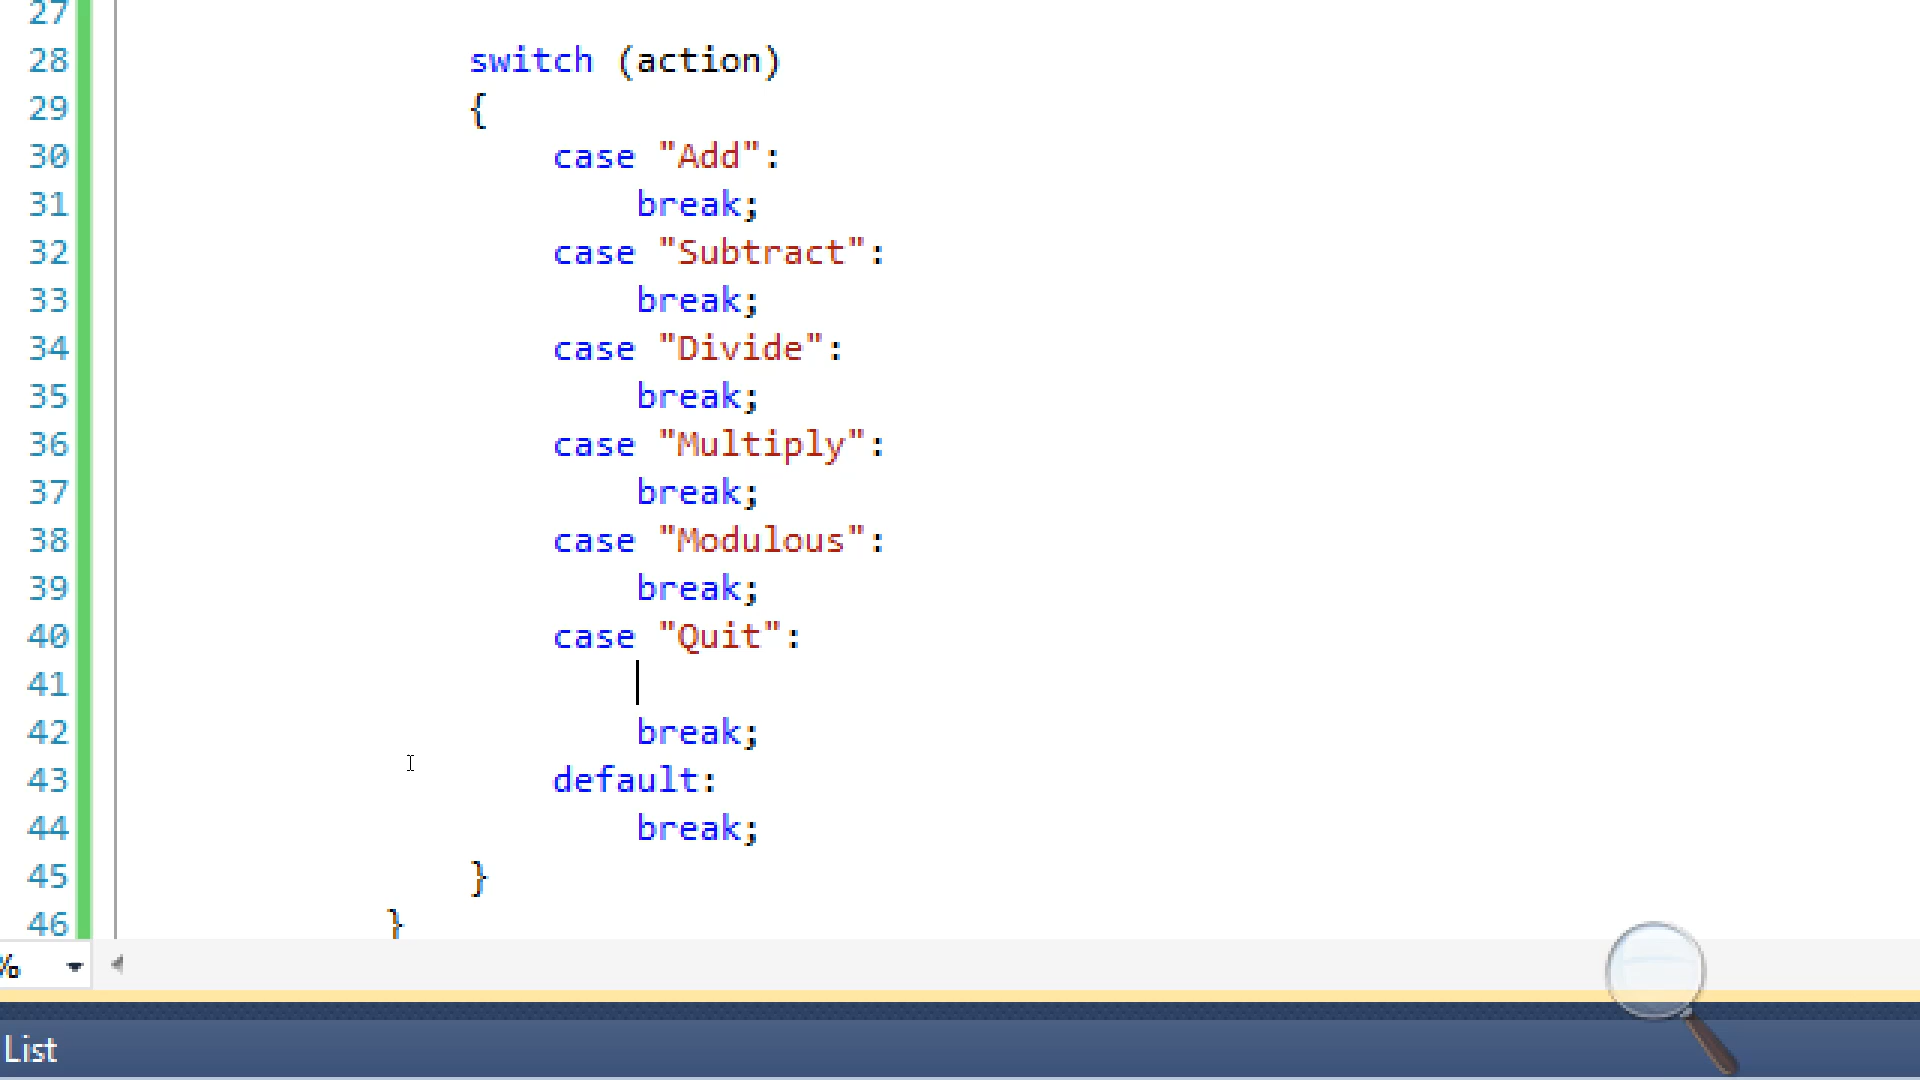 27
28 switch (action)
29 {
30 case "Add":
31 break;
32 case "Subtract":
33 break;
34 case "Divide":
35 break;
36 case "Multiply":
37 break;
38 case "Modulous":
39 break;
40 case "Quit":
41
42 break;
43 default:
44 break;
45 }
46 }
%
List